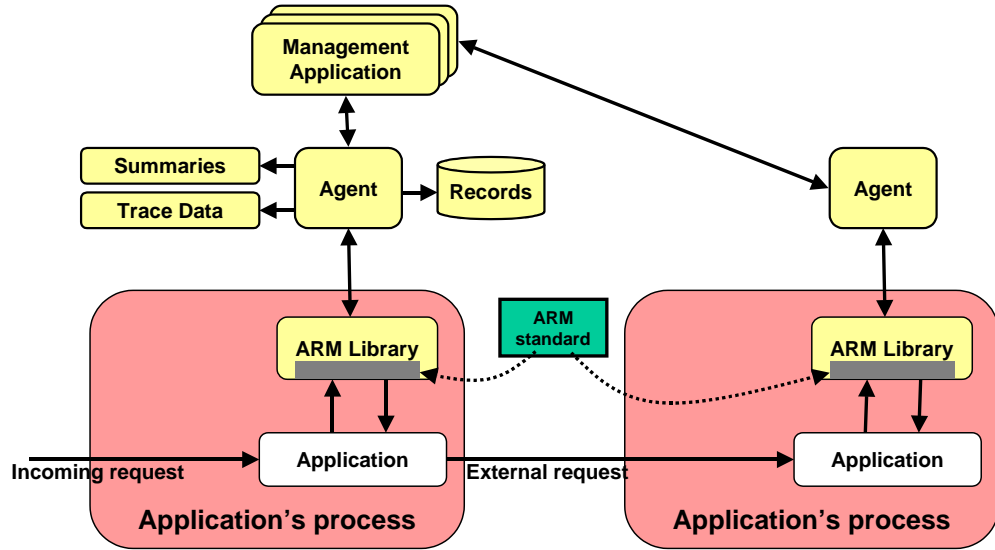 Management
Application
Summaries
Trace Data
Agent
Records
Agent
ARM Library
ARM
standard
ARM Library
Incoming request
Application
External request
Application
Application's process
Application's process